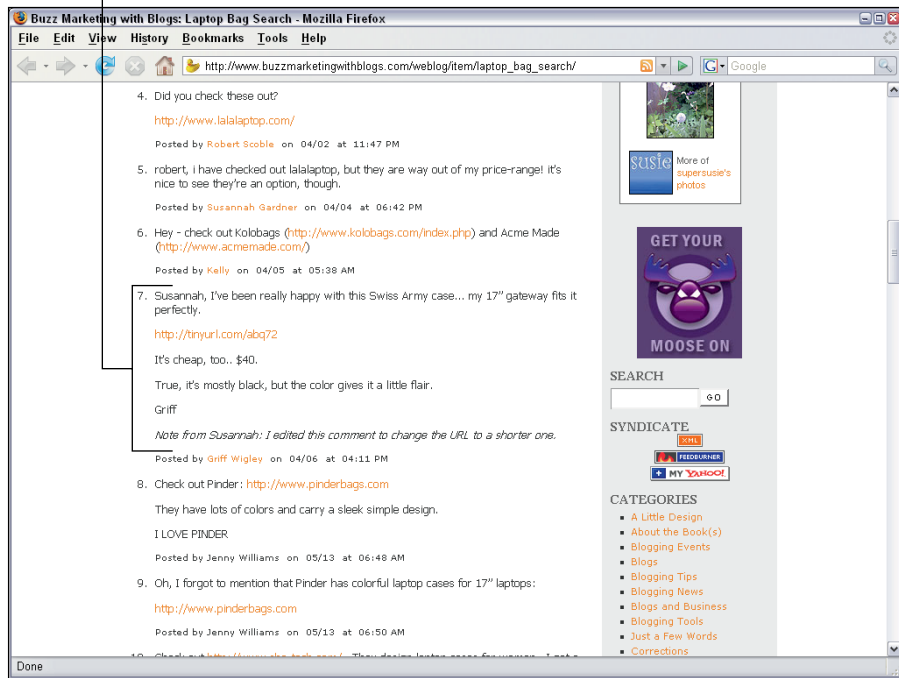 Buzz Marketing with Blogs: Laptop Bag Search - Mozilla Firefox
File Edit View History Bookmarks Tools Help
http://www.buzzmarketingwithblogs.com/weblog/item/laptop_bag_search/
G Google
4. Did you check these out?
http://www.lalalaptop.com/
Posted by Robert Scoble on 04/02 at 11:47 PM
5. robert, i have checked out lalalaptop, but they are way out of my price-range! it's
nice to see they're an option, though.
Posted by Susannah Gardner on 04/04 at 06:42 PM
6. Hey - check out Kolobags (http://www.kolobags.com/index.php) and Acme Made
(http://www.acmemade.com/)
Posted by Kelly on 04/05 at 05:38 AM
7. Susannah, I've been really happy with this Swiss Army case... my 17" gateway fits it
perfectly.
http://tinyurl.com/abq72
It's cheap, too.. $40.
True, it's mostly black, but the color gives it a little flair.
Griff
Note from Susannah: I edited this comment to change the URL to a shorter one.
Posted by Griff Wigley on 04/06 at 04:11 PM
8. Check out Pinder: http://www.pinderbags.com
They have lots of colors and carry a sleek simple design.
I LOVE PINDER
Posted by Jenny Williams on 05/13 at 06:48 AM
9. Oh, I forgot to mention that Pinder has colorful laptop cases for 17" laptops:
http://www.pinderbags.com
Posted by Jenny Williams on 05/13 at 06:50 AM
susie
More of
supersusie's
photos
GET YOUR
MOOSE ON
SEARCH
GO
SYNDICATE
XML
FEEDBURNER
MY YAHOO!
CATEGORIES
A Little Design
About the Book(s)
Blogging Events
Blogs
Blogging Tips
Blogging News
Blogs and Business
Blogging Tools
Just a Few Words
Corrections
Done